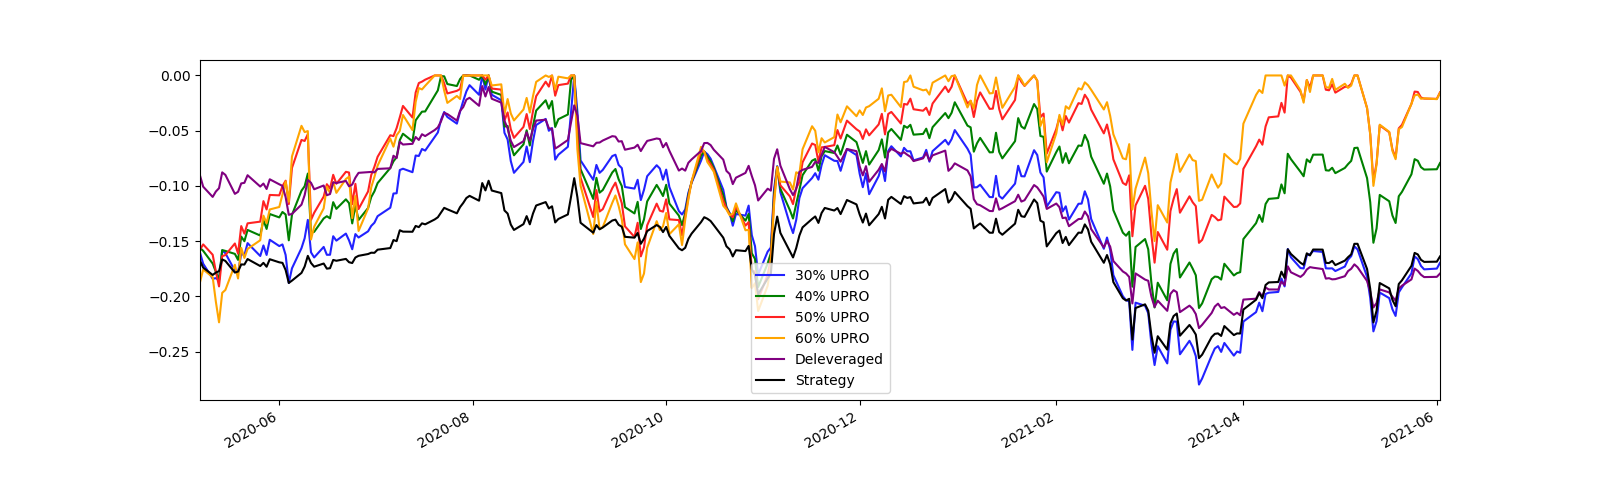 0.00
−0.05
−0.10
−0.15
−0.20
−0.25
30% UPRO
40% UPRO
50% UPRO
60% UPRO
Deleveraged
Strategy
2020-06
2020-08
2020-10
2020-12
2021-02
2021-04
2021-06